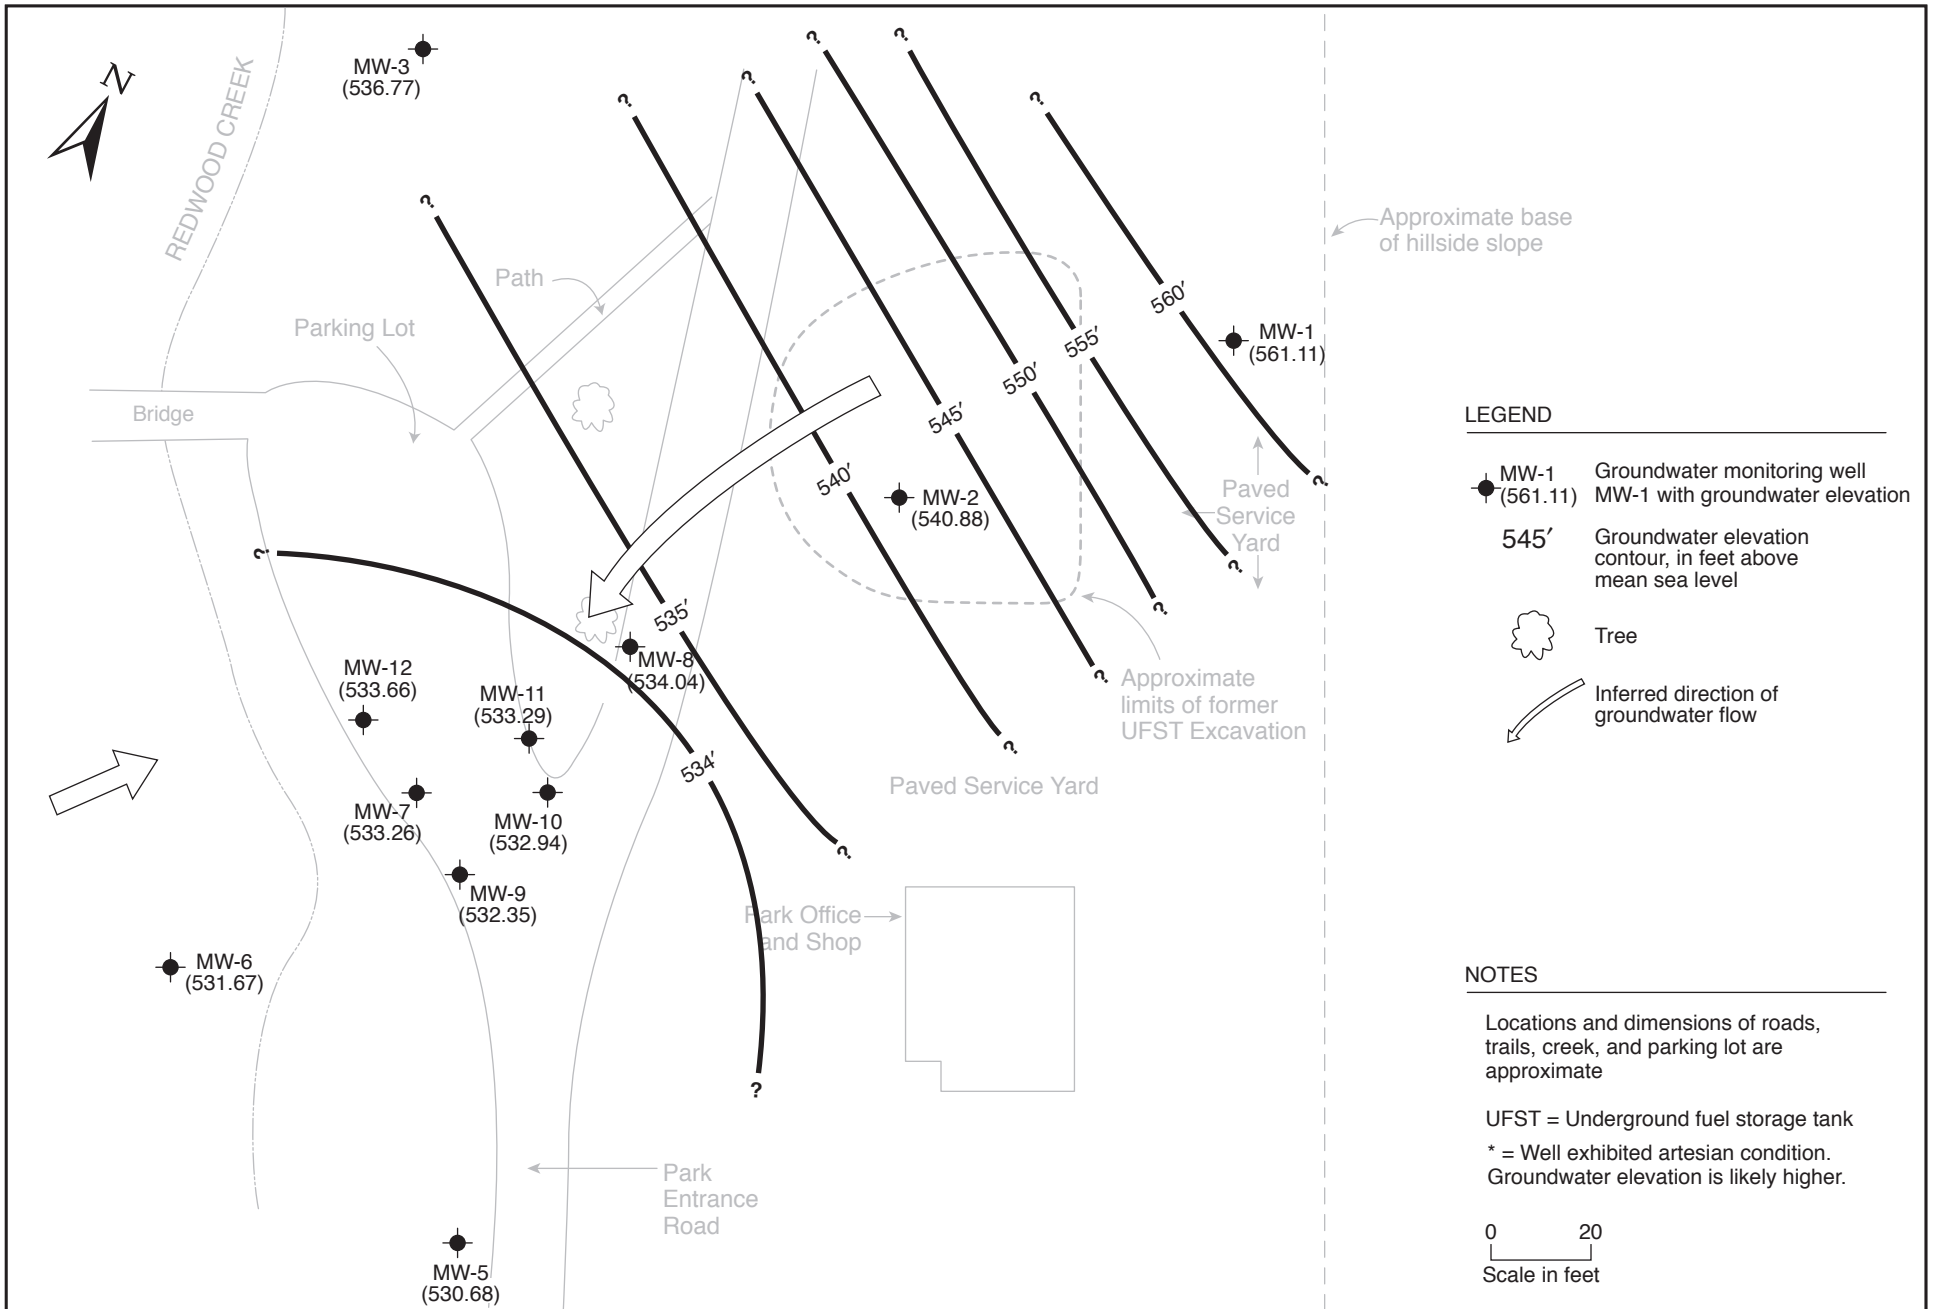 N
REDWOOD CREEK
MW-3
(536.77)
?
?
?
?
?
?
Approximate base
of hillside slope
Path
Parking Lot
Bridge
560′
555′
550′
545′
540′
535′
534′
MW-1
(561.11)
MW-2
(540.88)
Paved
Service
Yard
?
?
?
?
?
?
?
?
MW-8
(534.04)
MW-12
(533.66)
MW-11
(533.29)
MW-7
(533.26)
MW-10
(532.94)
MW-9
(532.35)
MW-6
(531.67)
MW-5
(530.68)
Approximate
limits of former
UFST Excavation
Paved Service Yard
Park Office
and Shop
Park
Entrance
Road
LEGEND
MW-1
(561.11)
Groundwater monitoring well
MW-1 with groundwater elevation
545′
Groundwater elevation
contour, in feet above
mean sea level
Tree
Inferred direction of
groundwater flow
NOTES
Locations and dimensions of roads,
trails, creek, and parking lot are
approximate
UFST = Underground fuel storage tank
* = Well exhibited artesian condition.
Groundwater elevation is likely higher.
0 20
Scale in feet